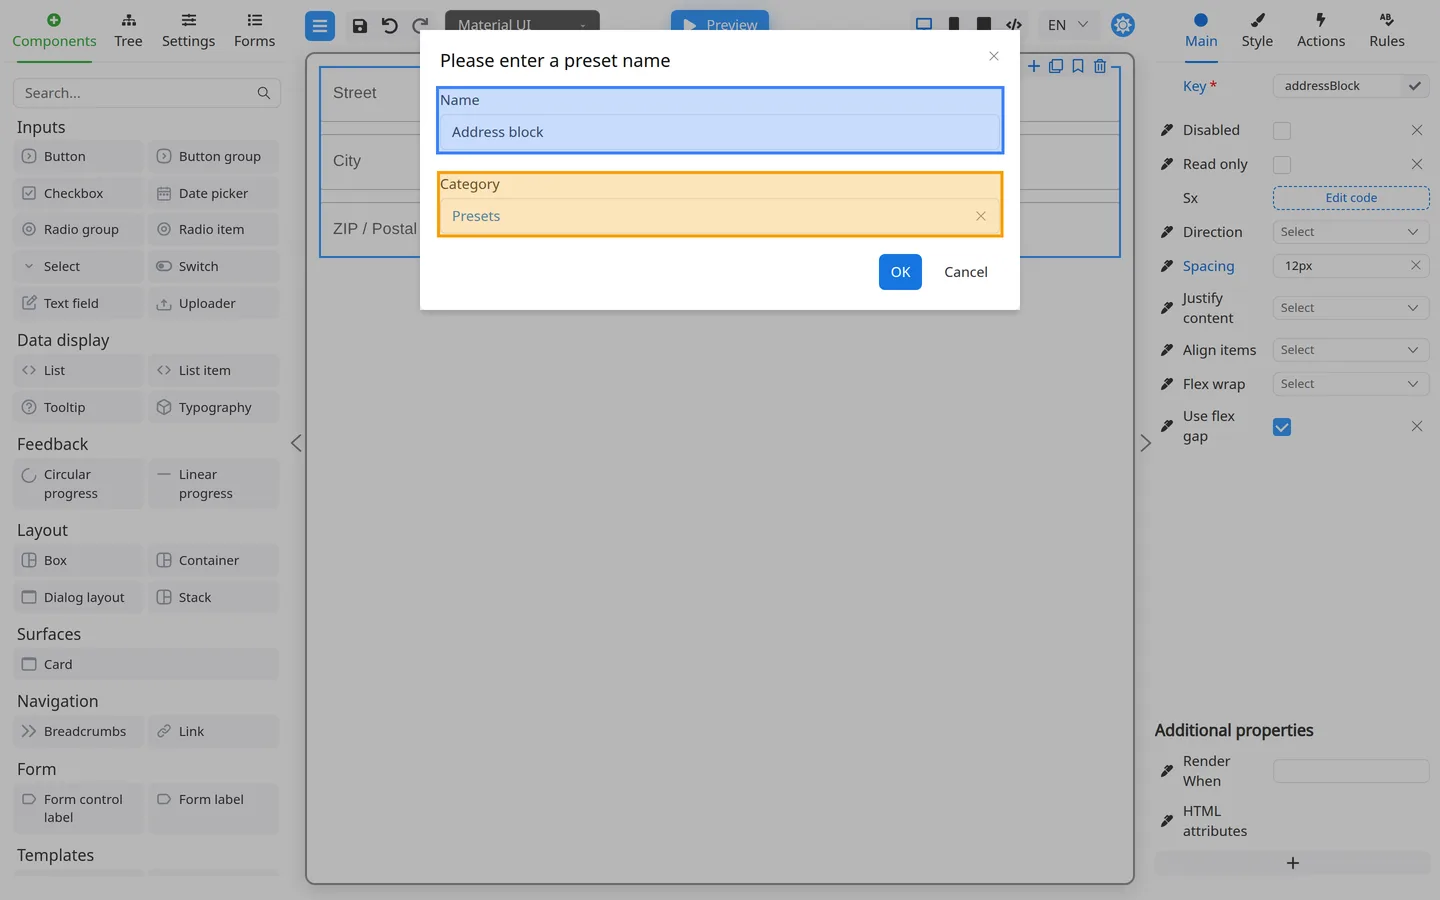 Components
Tree
Settings
Forms
Material UI
Preview
EN
Main
Style
Actions
Rules
Search...
Inputs
Button
Button group
Checkbox
Date picker
Radio group
Radio item
Select
Switch
Text field
Uploader
Data display
List
List item
Tooltip
Typography
Feedback
Circular
progress
Linear
progress
Layout
Box
Container
Dialog layout
Stack
Surfaces
Card
Navigation
Breadcrumbs
Link
Form
Form control
label
Form label
Templates
Street
City
ZIP / Postal
Please enter a preset name
Name
Address block
Category
Presets
OK
Cancel
Key *
addressBlock
Disabled
Read only
Sx
Edit code
Direction
Select
Spacing
12px
Justify
content
Select
Align items
Select
Flex wrap
Select
Use flex
gap
Additional properties
Render
When
HTML
attributes